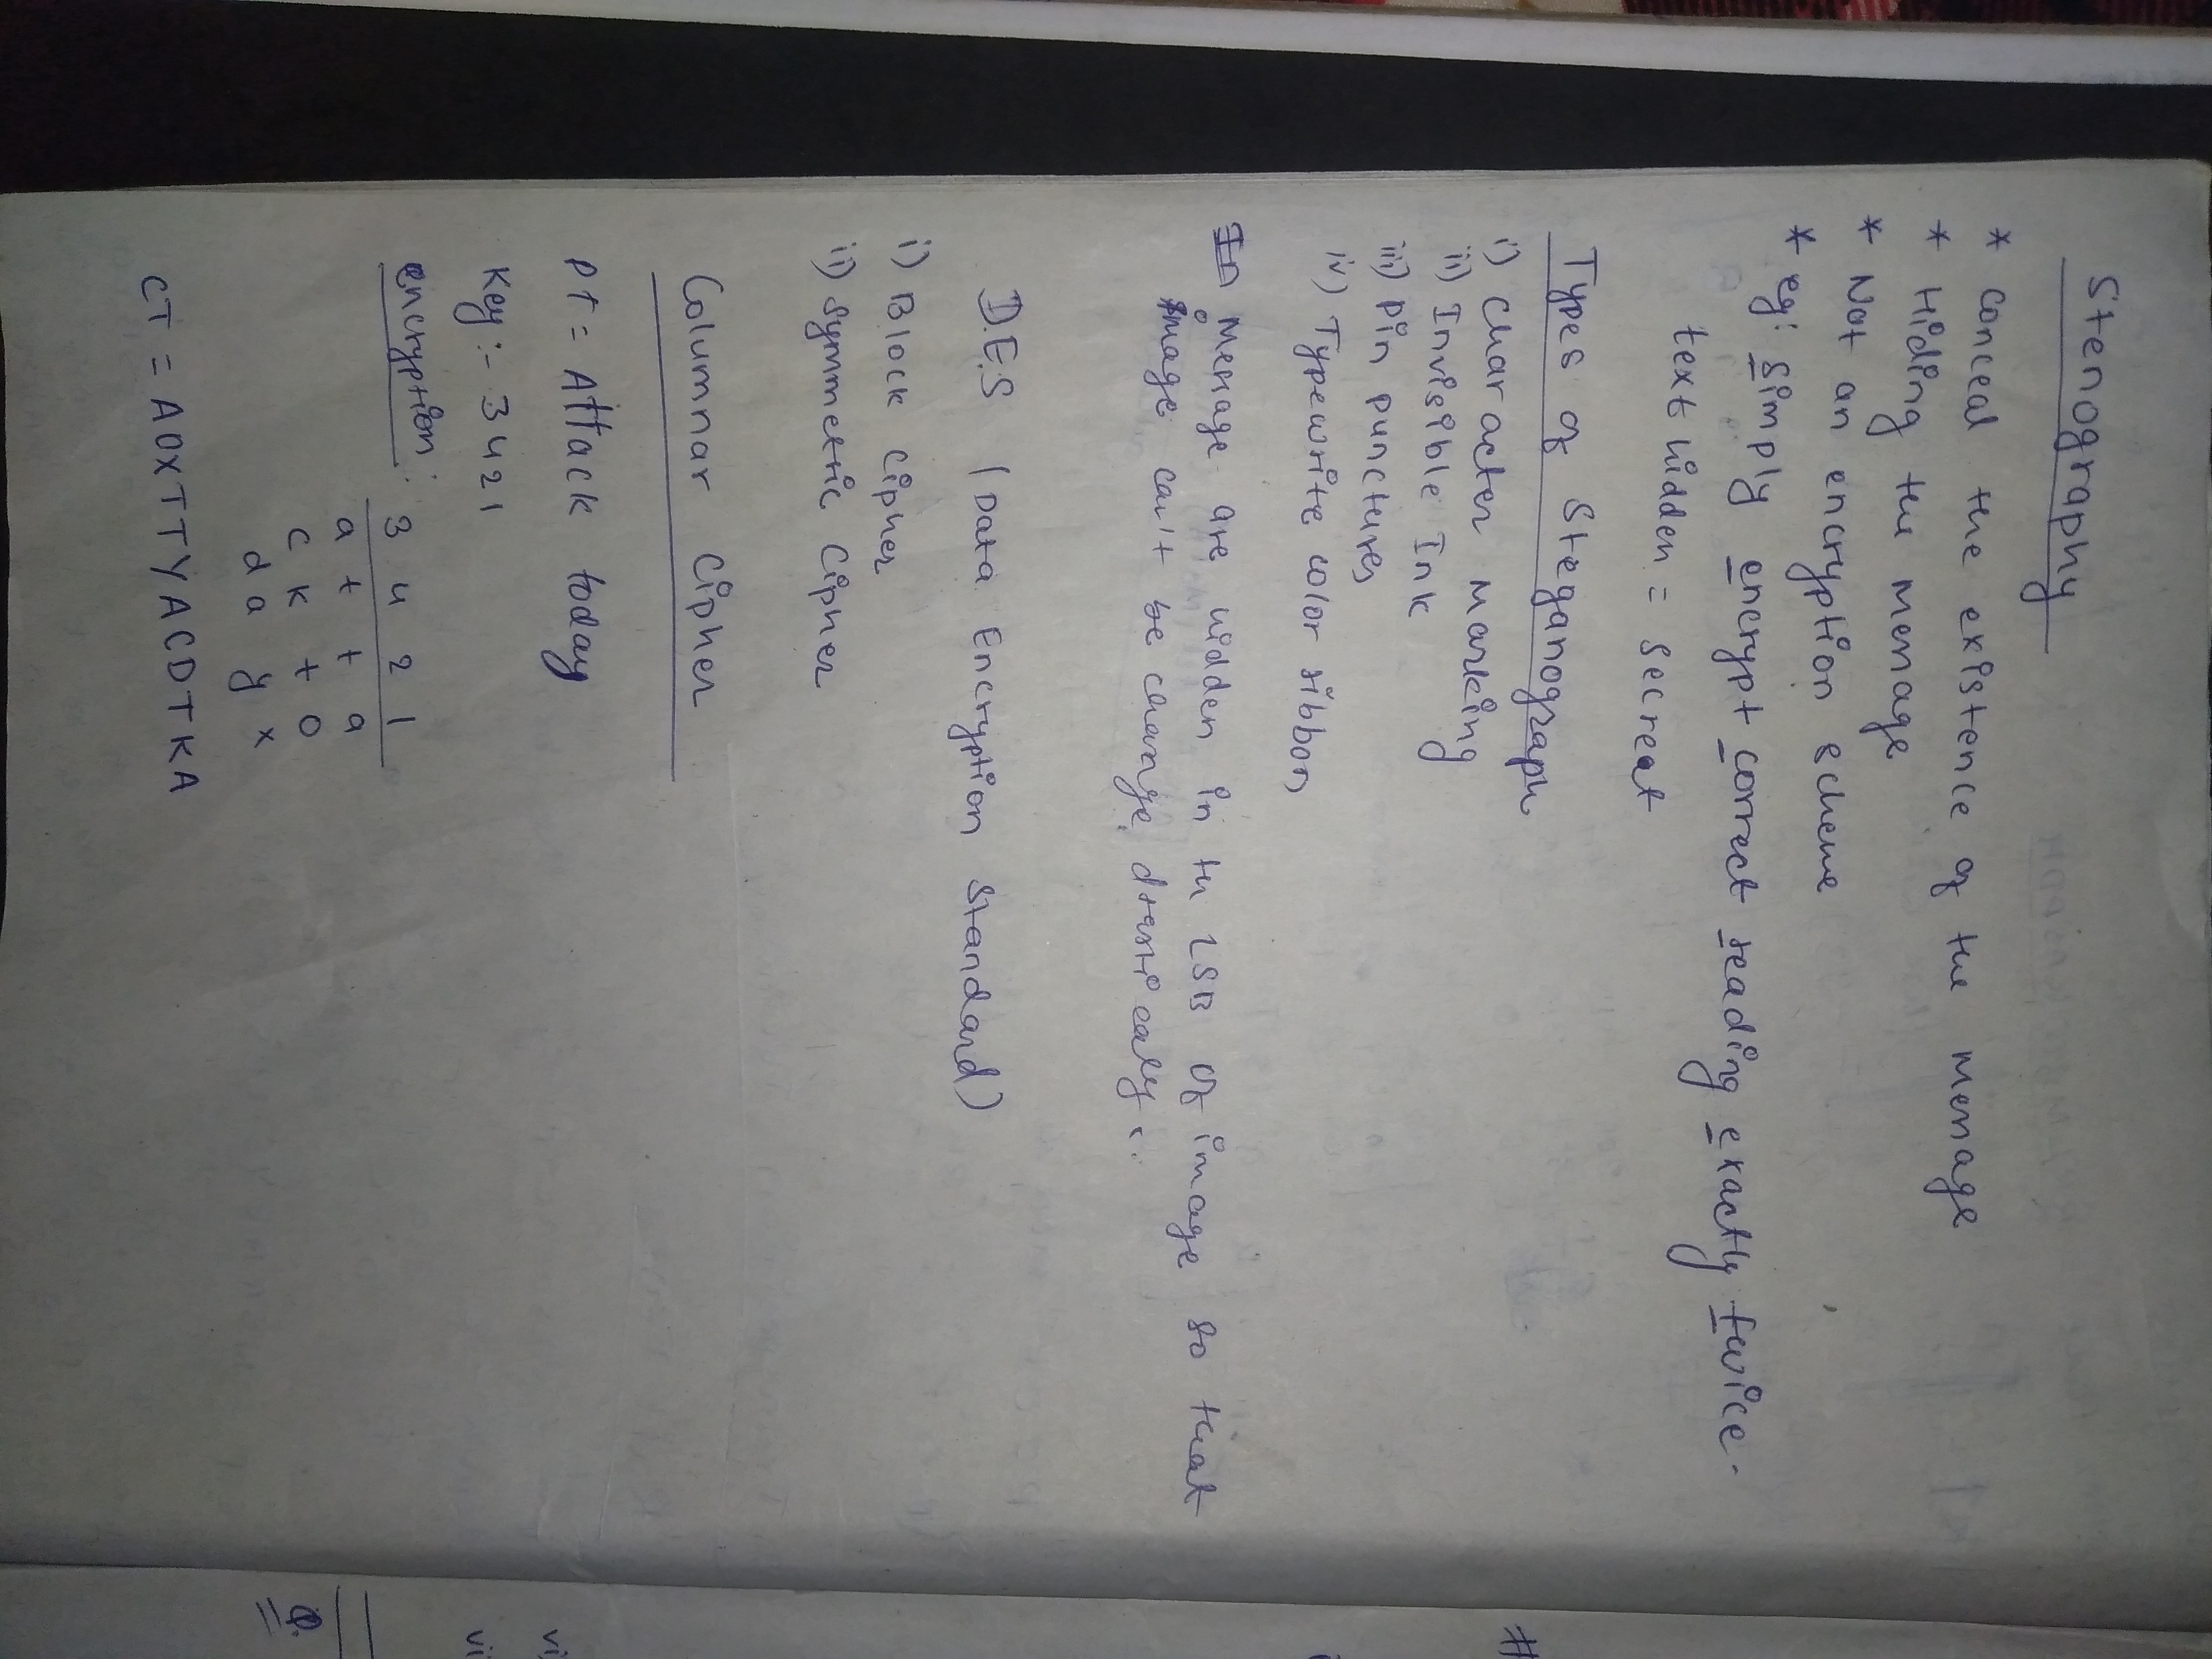 Stenography
* conceal the existence of the message
* Hiding the message
* Not an encryption scheme
* eg: simply encrypt correct reading exactly twice.
text hidden = secreat
Types of Steganograph
i) character marking
ii) Invisible Ink
iii) pin punctures
iv) Typewrite color ribbon
In message are hidden in the LSB of image so that
image can't be change drastically.
DES (Data Encryption Standard)
i) Block cipher
ii) Symmetric Cipher
Columnar Cipher
PT = Attack today
Key :- 3421
encryption: 3 4 2 1
a t t a
c k t o
d a y x
CT = AOXTTYACDTKA
#
vi)
vi
Q.